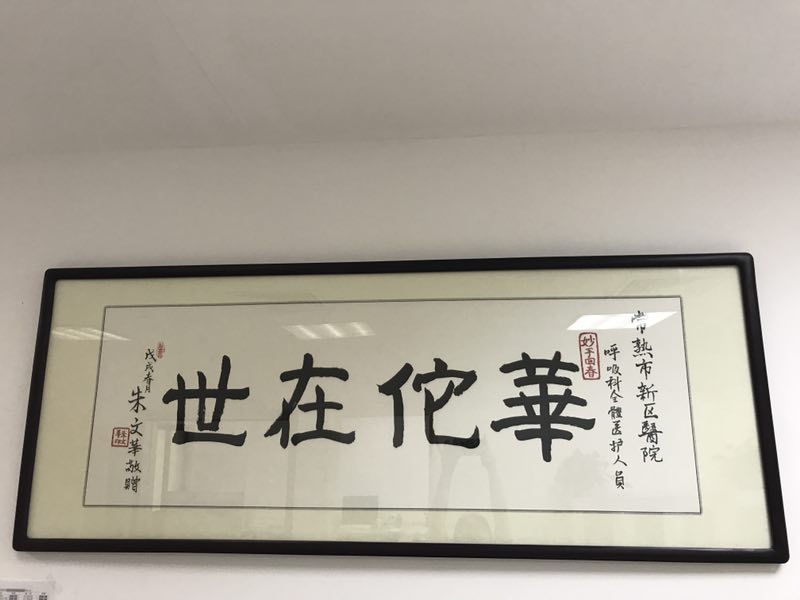 常熟市新区醫院
呼吸科全體医护人員
妙手回春
華佗在世
戊戌春月
朱文華敬贈